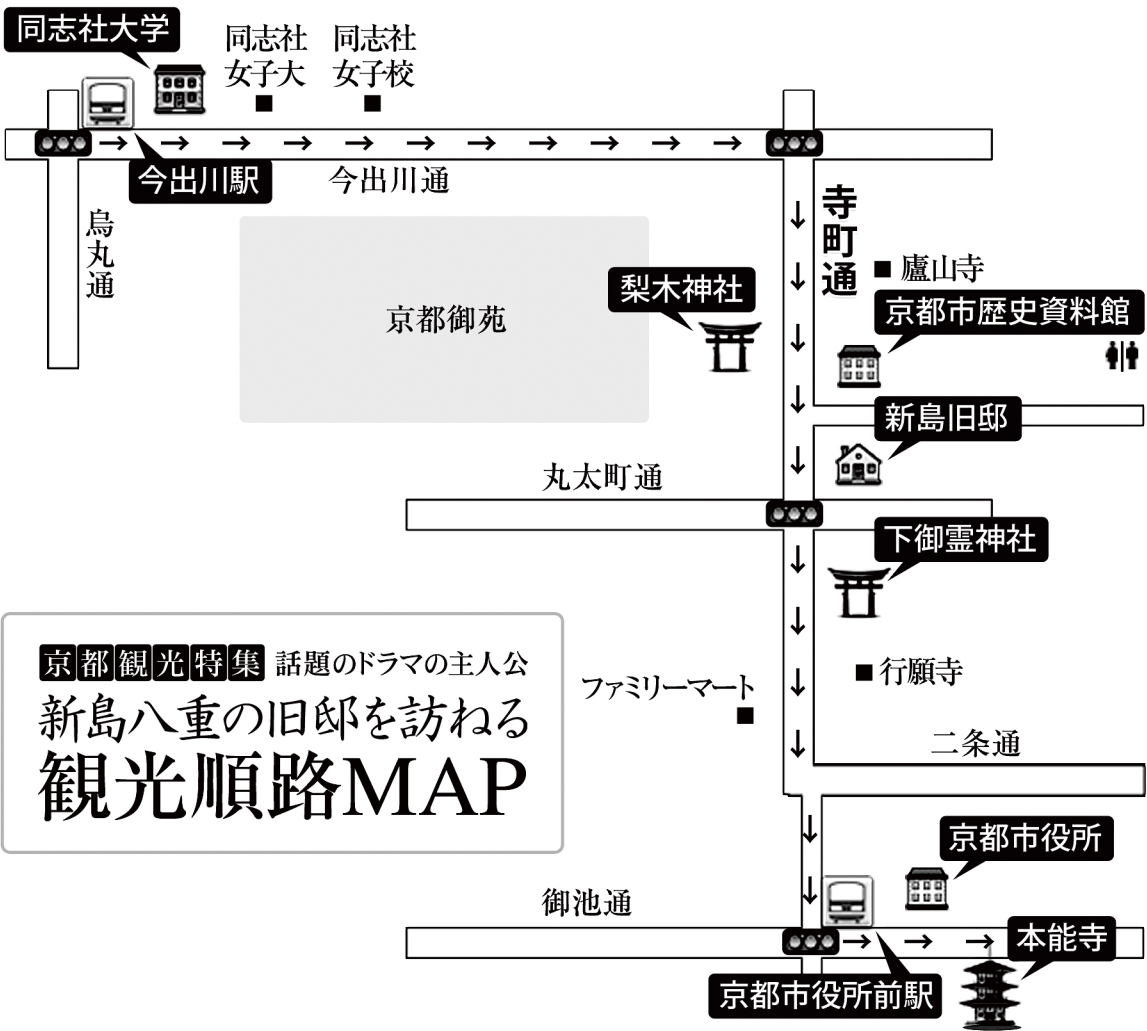 同志社大学
同志社
女子大
同志社
女子校
今出川駅
今出川通
烏丸通
寺町通
廬山寺
京都御苑
梨木神社
京都市歴史資料館
新島旧邸
丸太町通
下御霊神社
京都観光特集 話題のドラマの主人公
新島八重の旧邸を訪ねる
観光順路MAP
ファミリーマート
行願寺
二条通
京都市役所
御池通
本能寺
京都市役所前駅